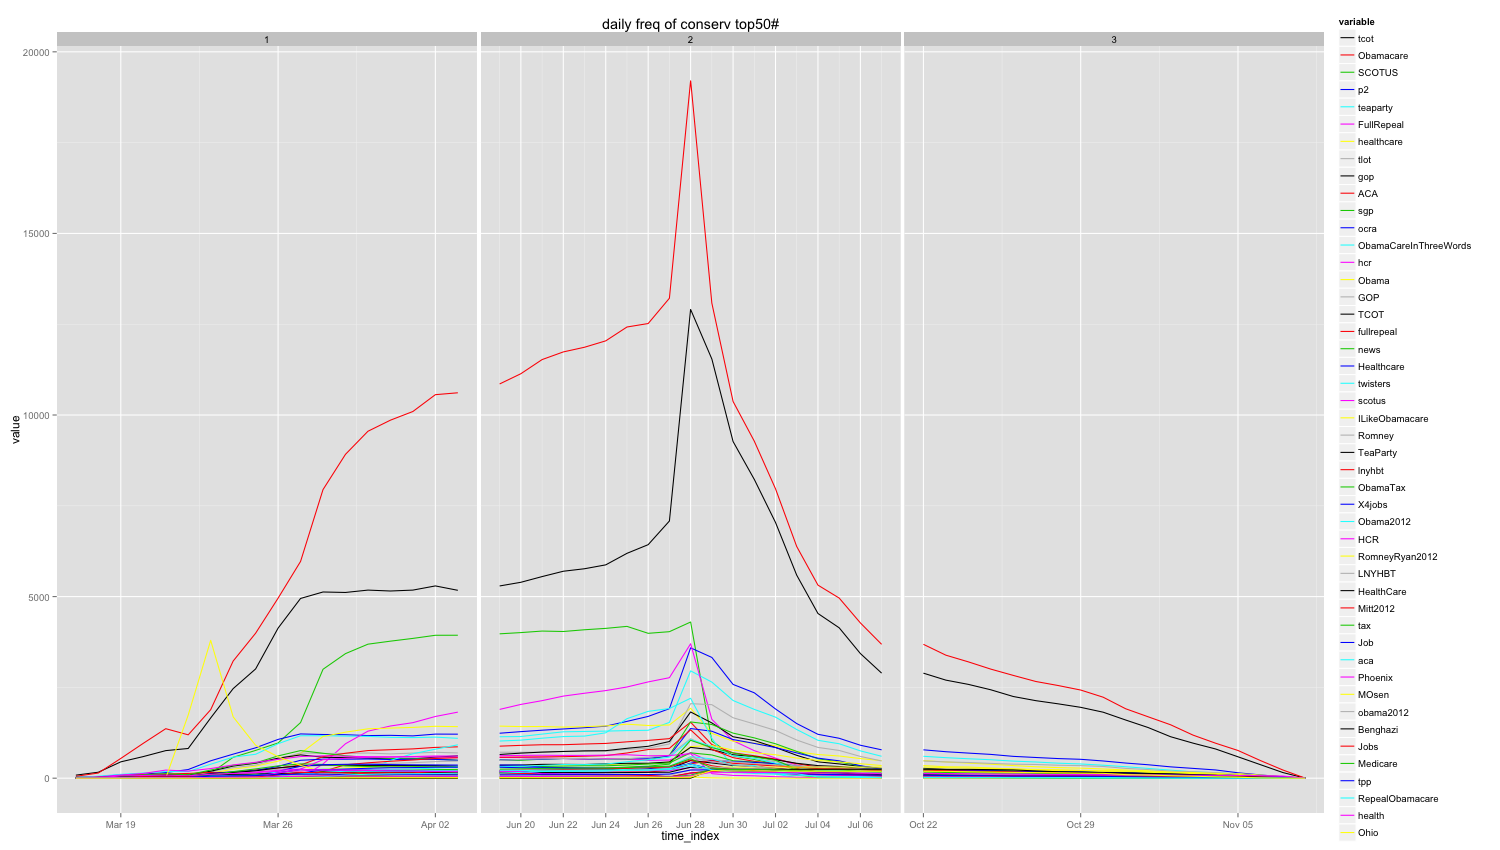 daily freq of conserv top50#
1
2
3
20000
15000
10000
5000
0
value
Mar 19
Mar 26
Apr 02
Jun 20
Jun 22
Jun 24
Jun 26
Jun 28
Jun 30
Jul 02
Jul 04
Jul 06
Oct 22
Oct 29
Nov 05
time_index
variable
tcot
Obamacare
SCOTUS
p2
teaparty
FullRepeal
healthcare
tlot
gop
ACA
sgp
ocra
ObamaCareInThreeWords
hcr
Obama
GOP
TCOT
fullrepeal
news
Healthcare
twisters
scotus
ILikeObamacare
Romney
TeaParty
lnyhbt
ObamaTax
X4jobs
Obama2012
HCR
RomneyRyan2012
LNYHBT
HealthCare
Mitt2012
tax
Job
aca
Phoenix
MOsen
obama2012
Benghazi
Jobs
Medicare
tpp
RepealObamacare
health
Ohio